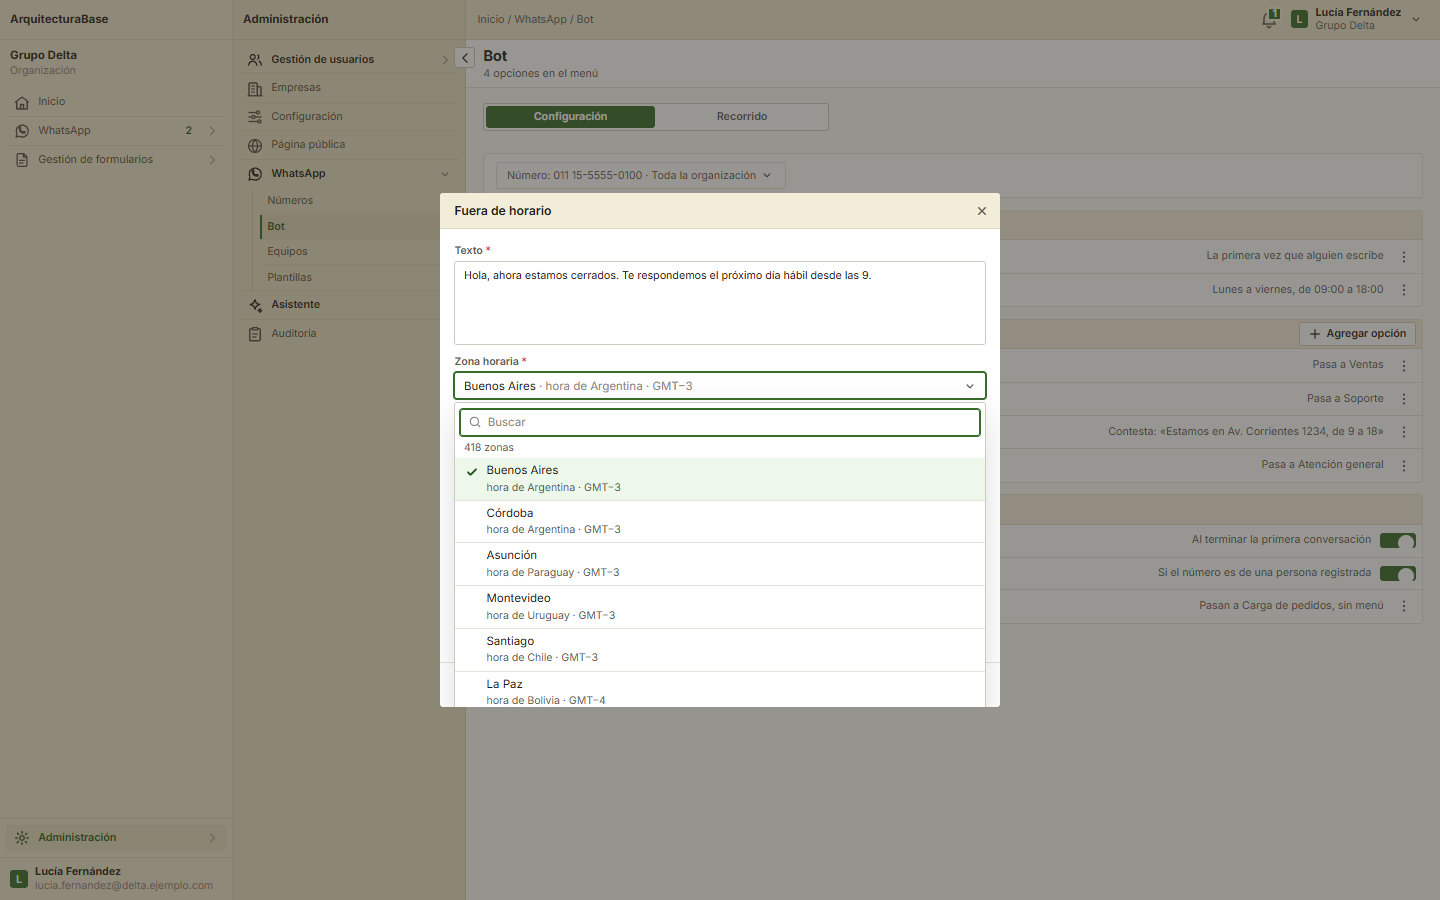 ArquitecturaBase
Grupo Delta
Organización
Inicio
WhatsApp 2
Gestión de formularios
Administración
Lucía Fernández
lucia.fernandez@delta.ejemplo.com
Administración
Gestión de usuarios
Empresas
Configuración
Página pública
WhatsApp
Números
Bot
Equipos
Plantillas
Asistente
Auditoría
Inicio / WhatsApp / Bot
1
L
Lucía Fernández
Grupo Delta
Bot
4 opciones en el menú
Configuración
Recorrido
Número: 011 15-5555-0100 · Toda la organización
La primera vez que alguien escribe
Lunes a viernes, de 09:00 a 18:00
Agregar opción
Pasa a Ventas
Pasa a Soporte
Contesta: «Estamos en Av. Corrientes 1234, de 9 a 18»
Pasa a Atención general
Al terminar la primera conversación
Si el número es de una persona registrada
Pasan a Carga de pedidos, sin menú
Fuera de horario
Texto *
Hola, ahora estamos cerrados. Te respondemos el próximo día hábil desde las 9.
Zona horaria *
Buenos Aires · hora de Argentina · GMT−3
Buscar
418 zonas
Buenos Aires
hora de Argentina · GMT−3
Córdoba
hora de Argentina · GMT−3
Asunción
hora de Paraguay · GMT−3
Montevideo
hora de Uruguay · GMT−3
Santiago
hora de Chile · GMT−3
La Paz
hora de Bolivia · GMT−4
L